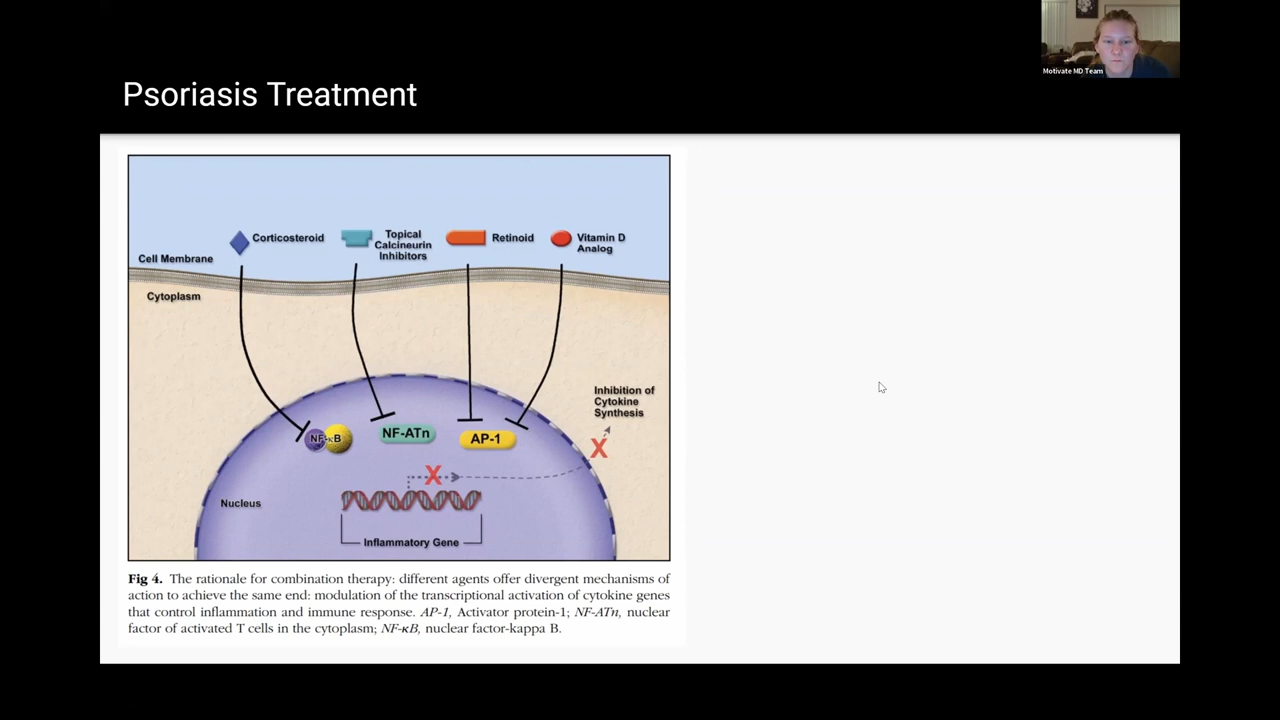 Motivate MD Team
Psoriasis Treatment
Corticosteroid
Topical
Calcineurin
Inhibitors
Retinoid
Vitamin D
Analog
Cell Membrane
Cytoplasm
Inhibition of
Cytokine
Synthesis
NF-κB
NF-ATn
AP-1
X
X
Nucleus
Inflammatory Gene
Fig 4. The rationale for combination therapy: different agents offer divergent mechanisms of
action to achieve the same end: modulation of the transcriptional activation of cytokine genes
that control inflammation and immune response. AP-1, Activator protein-1; NF-ATn, nuclear
factor of activated T cells in the cytoplasm; NF-κB, nuclear factor-kappa B.